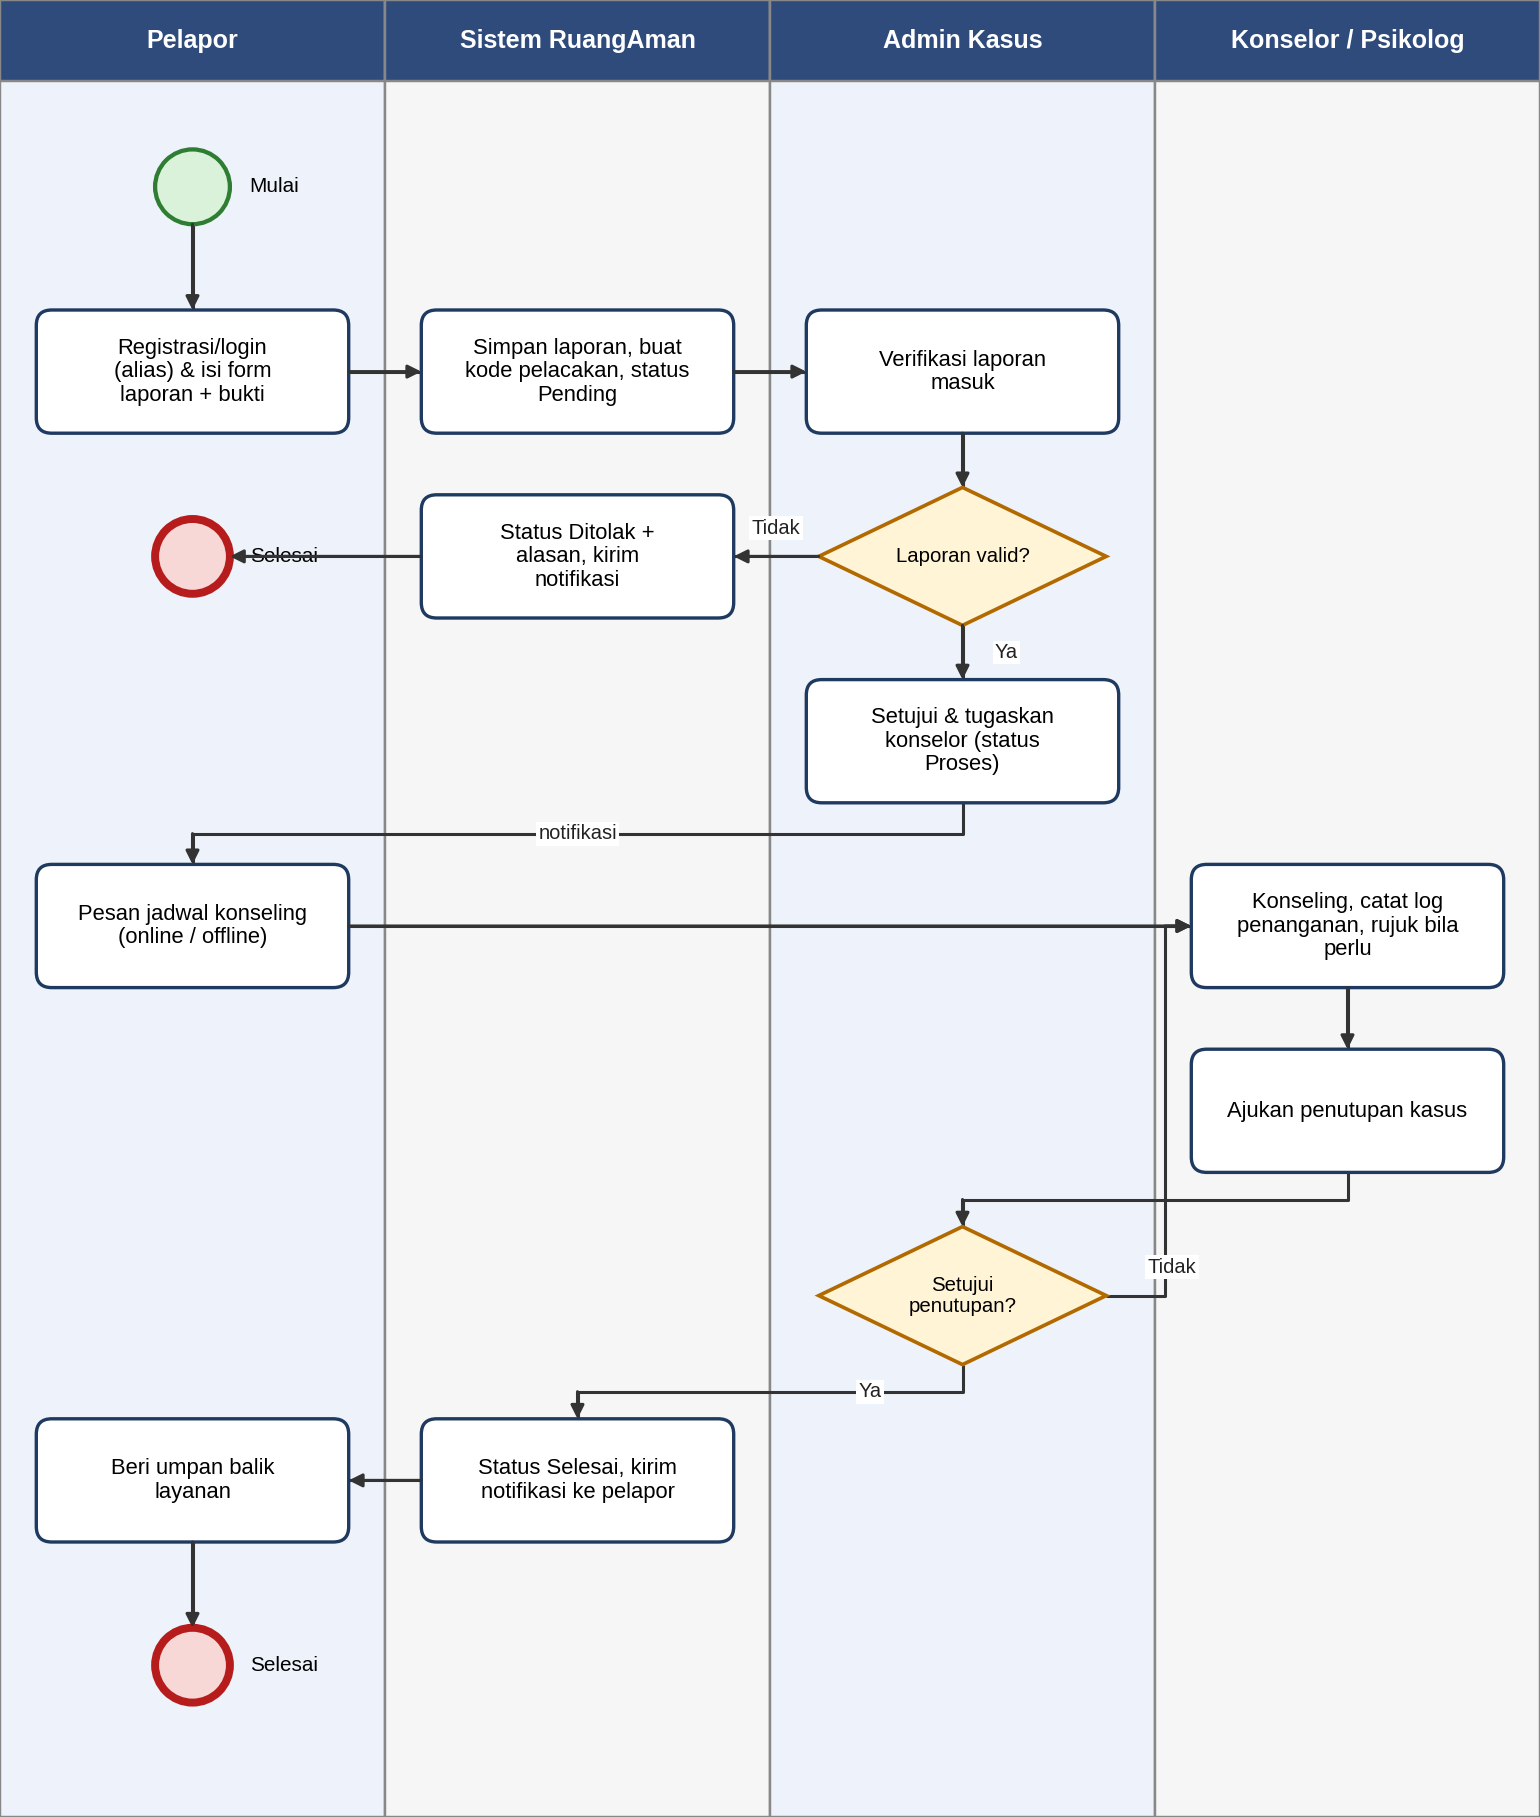 Pelapor
Sistem RuangAman
Admin Kasus
Konselor / Psikolog
Mulai
Registrasi/login
(alias) & isi form
laporan + bukti
Simpan laporan, buat
kode pelacakan, status
Pending
Verifikasi laporan
masuk
Selesai
Status Ditolak +
alasan, kirim
notifikasi
Tidak
Laporan valid?
Ya
Setujui & tugaskan
konselor (status
Proses)
notifikasi
Pesan jadwal konseling
(online / offline)
Konseling, catat log
penanganan, rujuk bila
perlu
Ajukan penutupan kasus
Setujui
penutupan?
Tidak
Ya
Beri umpan balik
layanan
Status Selesai, kirim
notifikasi ke pelapor
Selesai